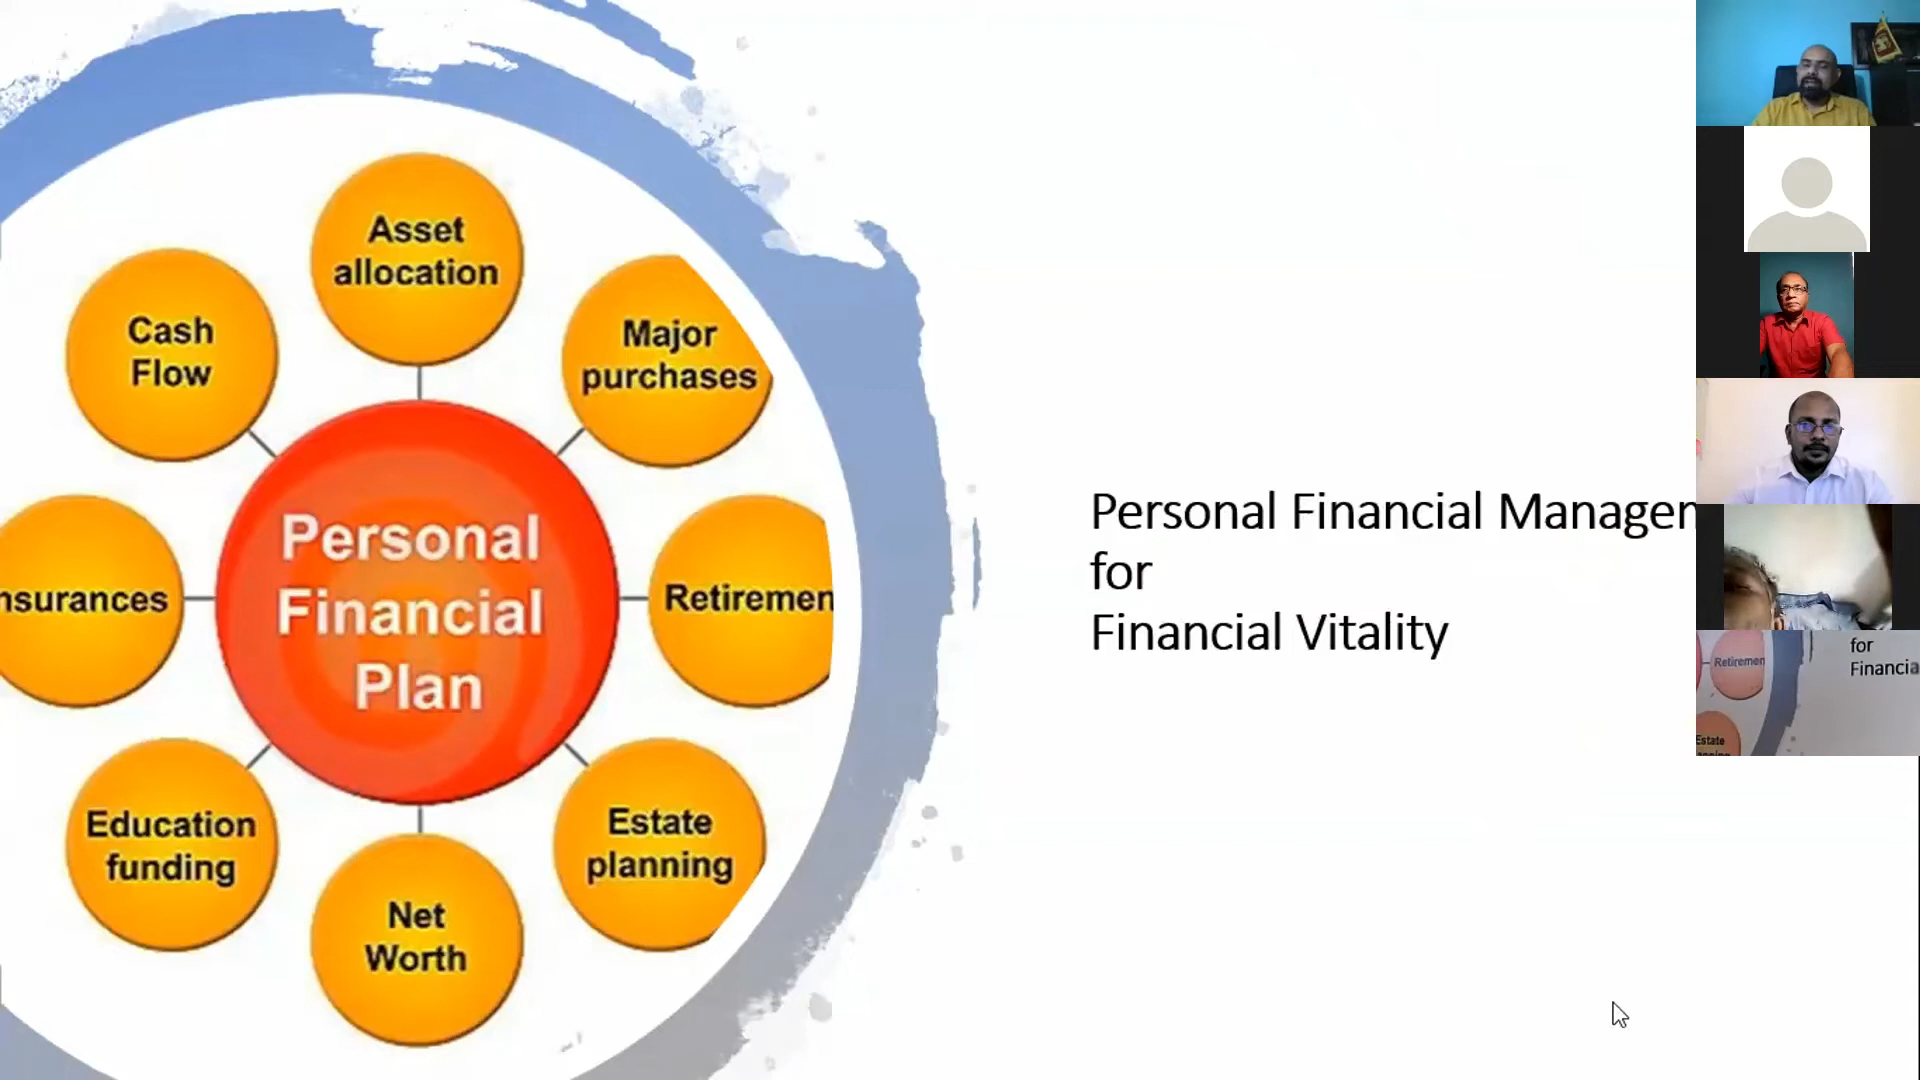 Asset
allocation
Cash
Flow
Major
purchases
nsurances
Personal
Financial
Plan
Retiremen
Education
funding
Estate
planning
Net
Worth
Personal Financial Managem
for
Financial Vitality
Retiremen
for
Financia
Estate